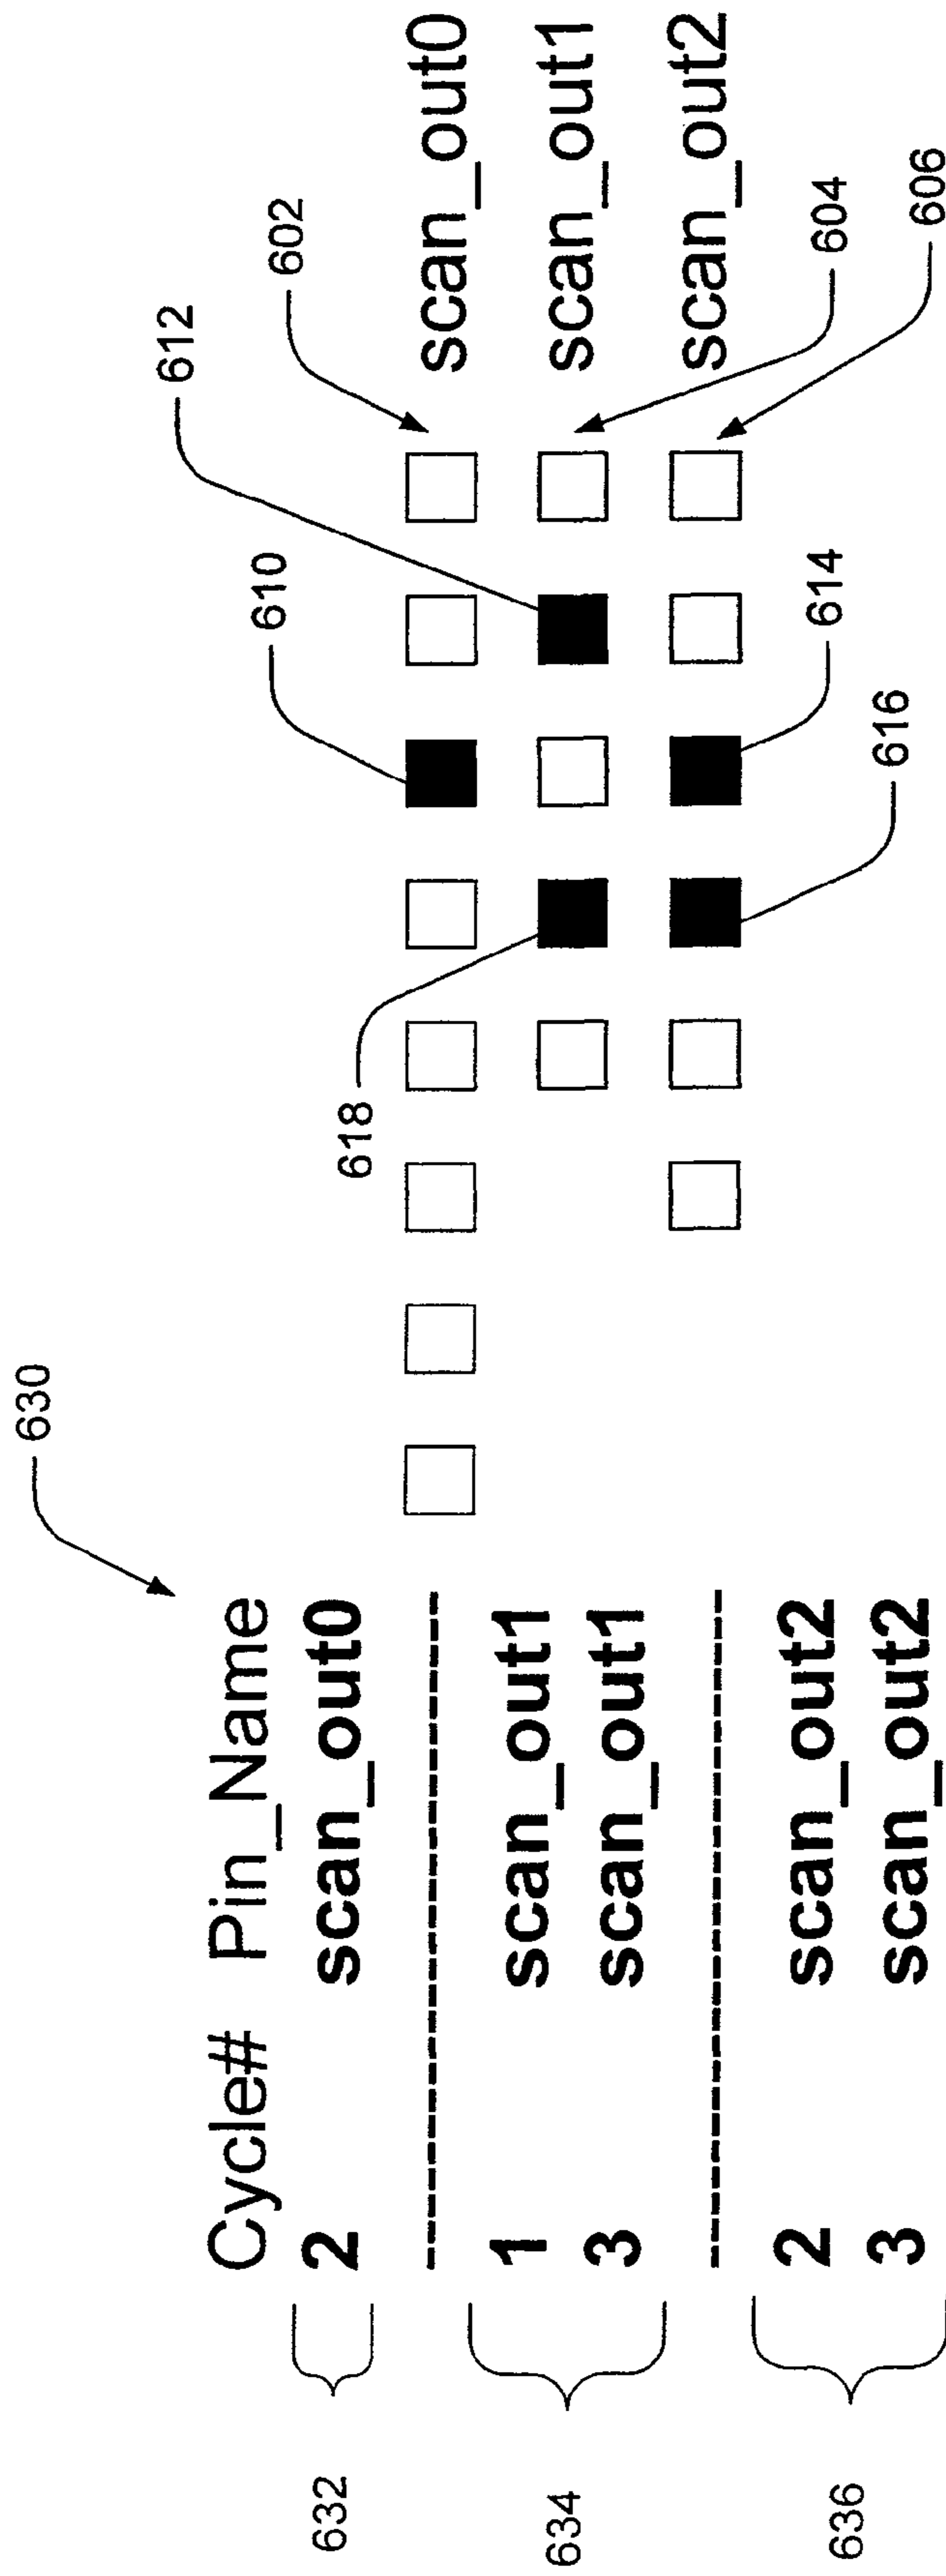 630
Cycle# Pin_Name
632
2 scan_out0
634
1 scan_out1
3 scan_out1
636
2 scan_out2
3 scan_out2
612
610
602
scan_out0
618
604
scan_out1
614
616
606
scan_out2